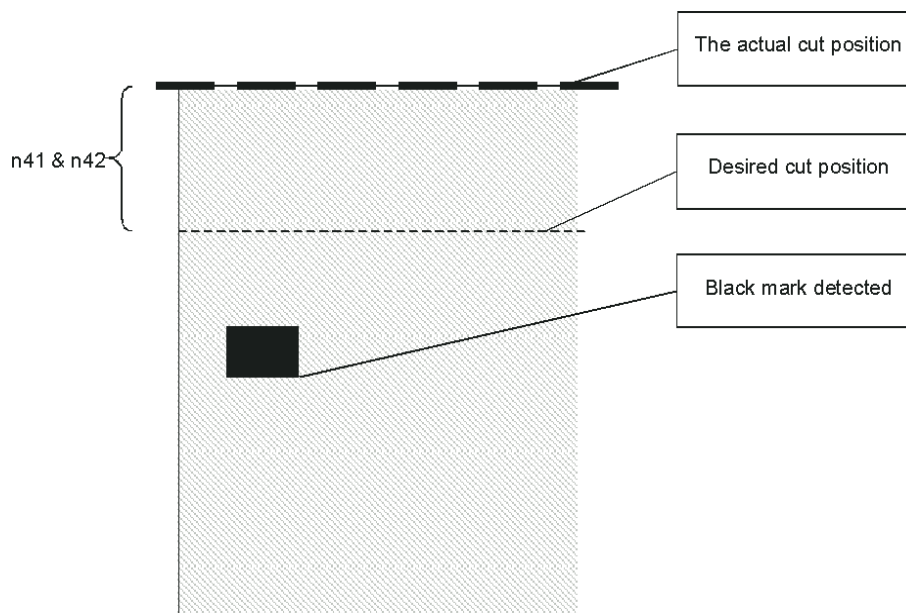 The actual cut position
n41 & n42
Desired cut position
Black mark detected